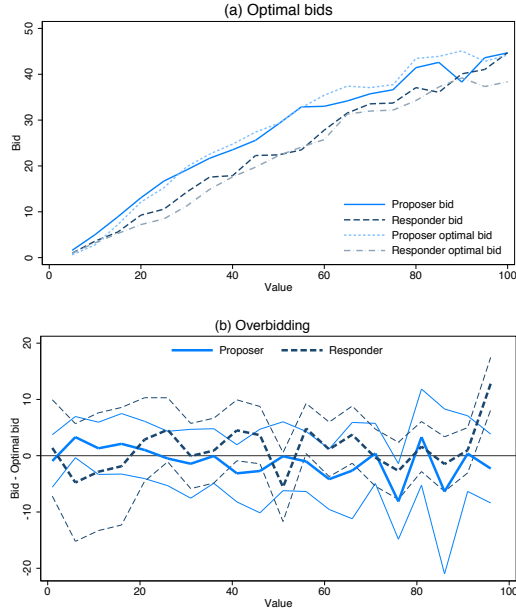 (a) Optimal bids
50
40
30
20
10
0
Bid
Proposer bid
Responder bid
Proposer optimal bid
Responder optimal bid
0 20 40 60 80 100
Value
(b) Overbidding
Proposer Responder
20
10
0
-10
-20
Bid - Optimal bid
0 20 40 60 80 100
Value